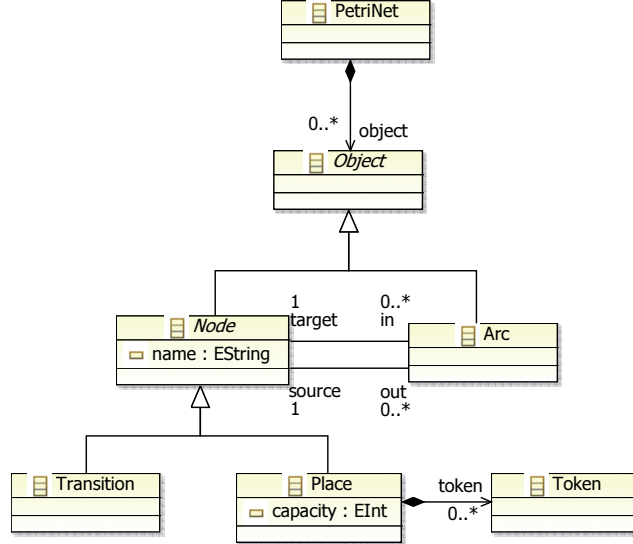 PetriNet
0..*
object
Object
1
0..*
target
in
Node
name : EString
Arc
source
out
1
0..*
Transition
Place
capacity : EInt
token
0..*
Token